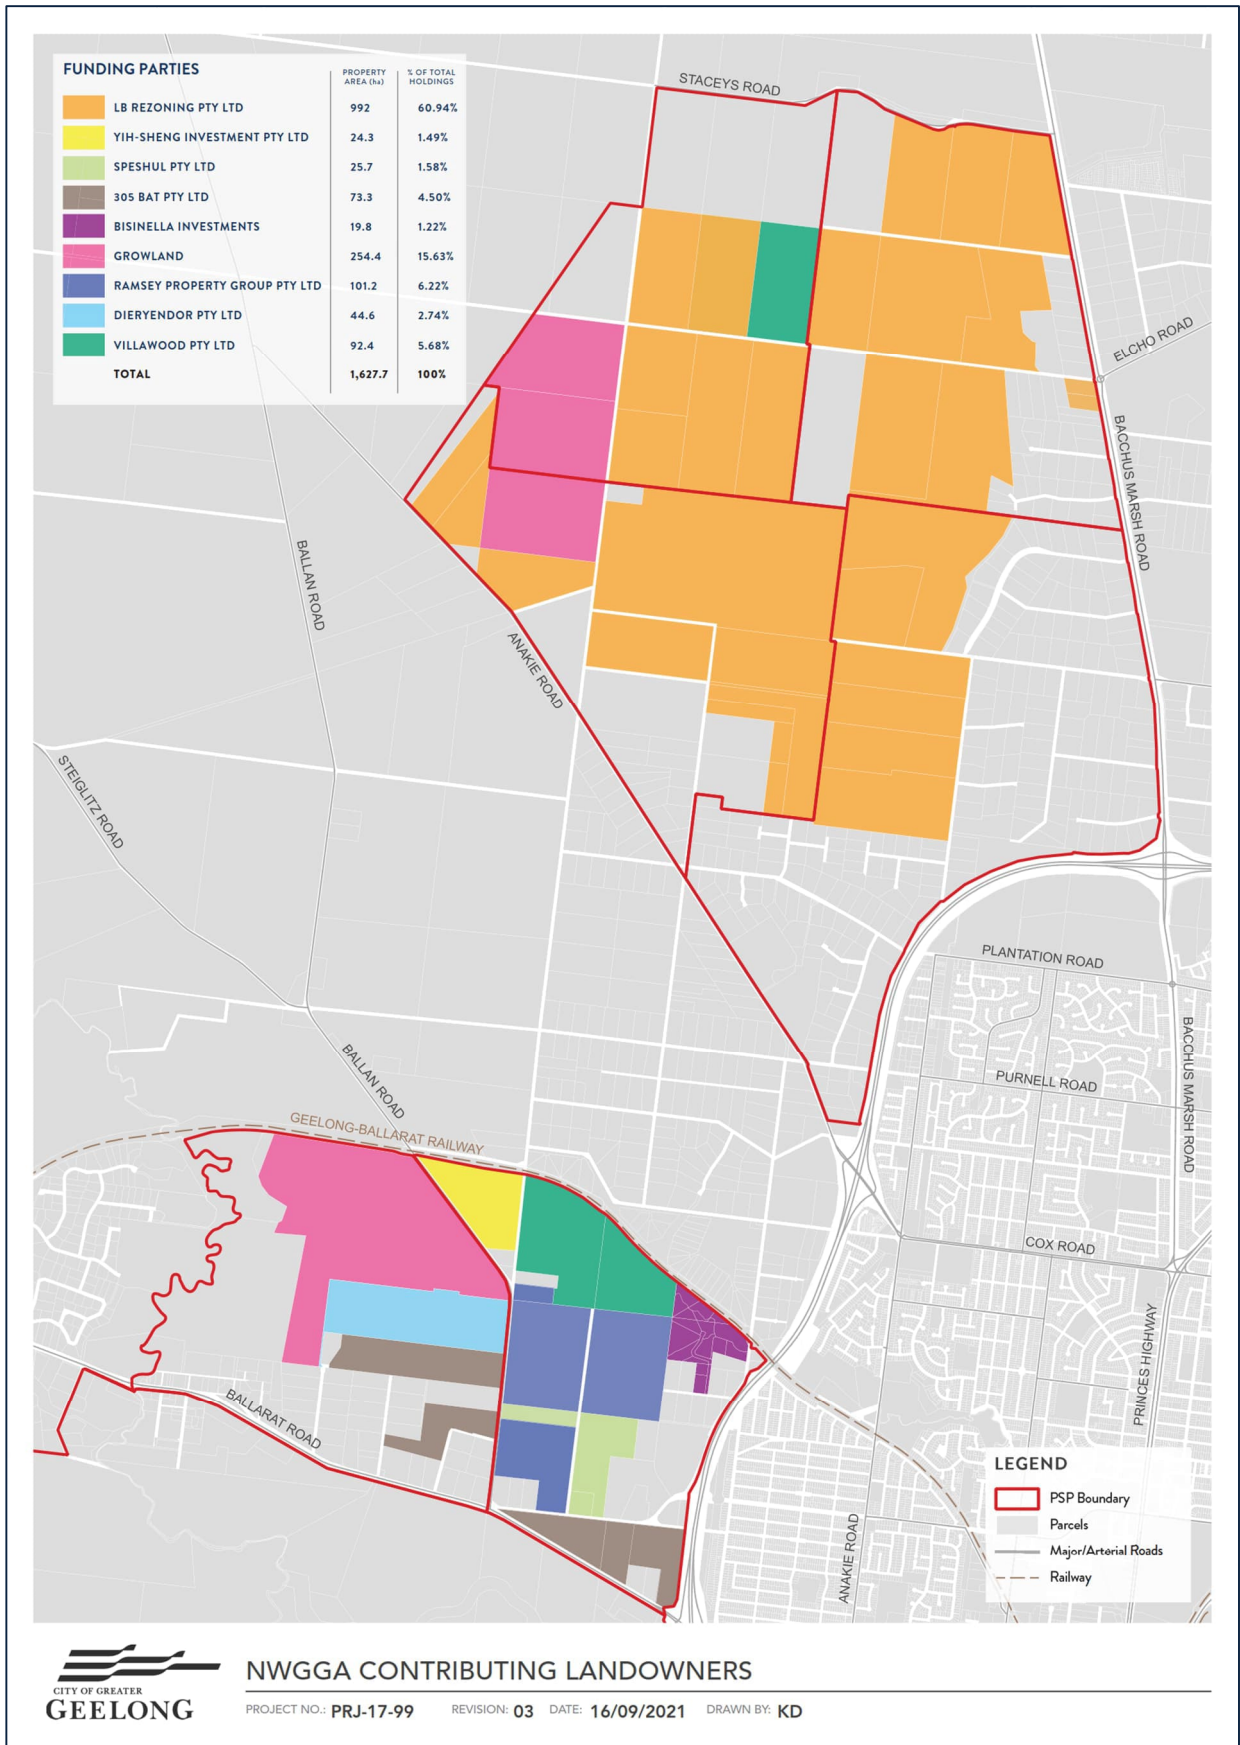 FUNDING PARTIES
PROPERTY AREA (ha)
% OF TOTAL HOLDINGS
LB REZONING PTY LTD 992 60.94%
YIH-SHENG INVESTMENT PTY LTD 24.3 1.49%
SPESHUL PTY LTD 25.7 1.58%
305 BAT PTY LTD 73.3 4.50%
BISINELLA INVESTMENTS 19.8 1.22%
GROWLAND 254.4 15.63%
RAMSEY PROPERTY GROUP PTY LTD 101.2 6.22%
DIERYENDOR PTY LTD 44.6 2.74%
VILLAWOOD PTY LTD 92.4 5.68%
TOTAL 1,627.7 100%
STACEYS ROAD
ELCHO ROAD
BACCHUS MARSH ROAD
BALLAN ROAD
ANAKIE ROAD
STEIGLITZ ROAD
PLANTATION ROAD
BACCHUS MARSH ROAD
BALLAN ROAD
PURNELL ROAD
GEELONG-BALLARAT RAILWAY
COX ROAD
PRINCES HIGHWAY
BALLARAT ROAD
ANAKIE ROAD
LEGEND
PSP Boundary
Parcels
Major/Arterial Roads
Railway
CITY OF GREATER
GEELONG
NWGGA CONTRIBUTING LANDOWNERS
PROJECT NO.: PRJ-17-99 REVISION: 03 DATE: 16/09/2021 DRAWN BY: KD